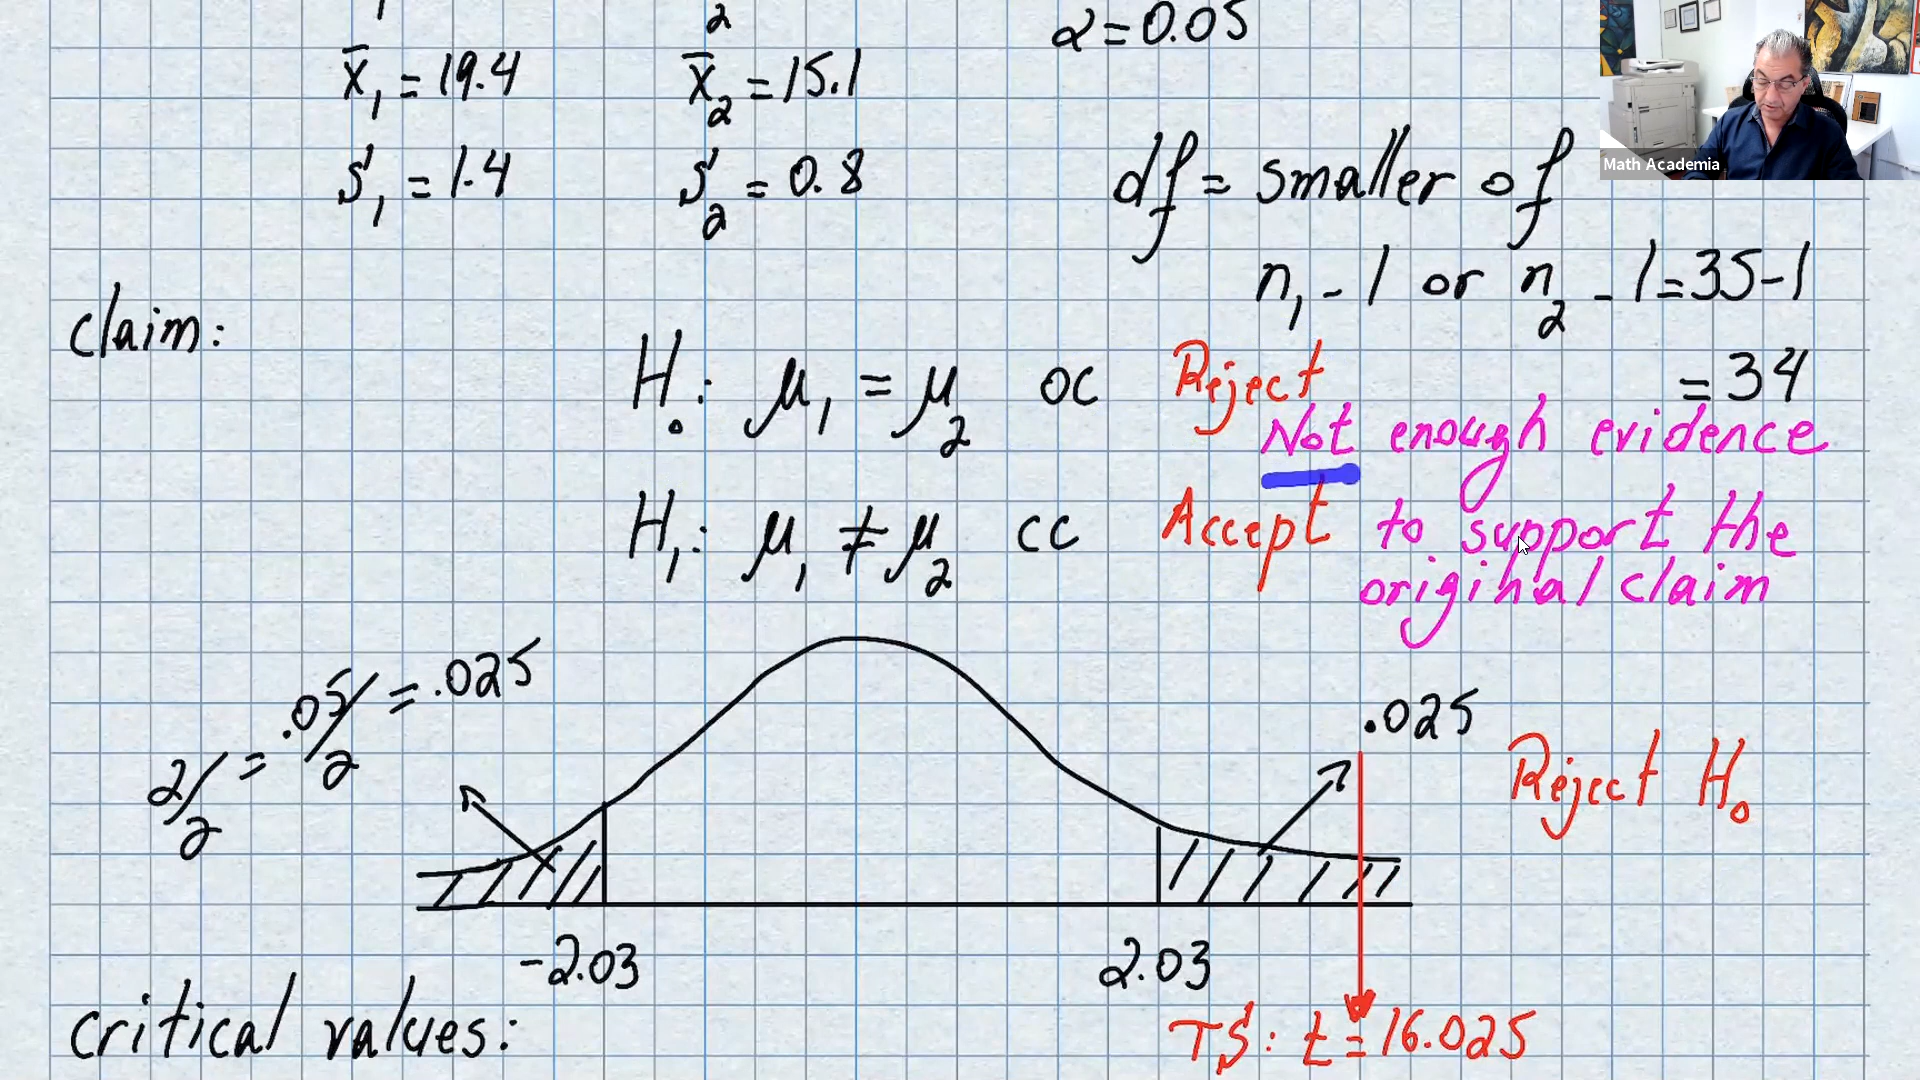 2
α = 0.05
x̄₁ = 19.4
x̄₂ = 15.1
s₁ = 1.4
s₂ = 0.8
Math Academia
df = smaller of
n₁ - 1 or n₂ - 1 = 35 - 1
= 34
claim:
H₀: μ₁ = μ₂ OC Reject
Not enough evidence
H₁: μ₁ ≠ μ₂ CC Accept
to support the
original claim
α/2 = .05/2 = .025
.025
Reject H₀
-2.03
2.03
critical values:
TS: t = 16.025